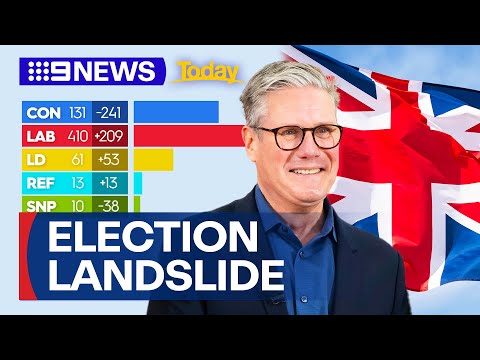 9NEWS Today
CON 131 -241
LAB 410 +209
LD 61 +53
REF 13 +13
SNP 10 -38
ELECTION
LANDSLIDE